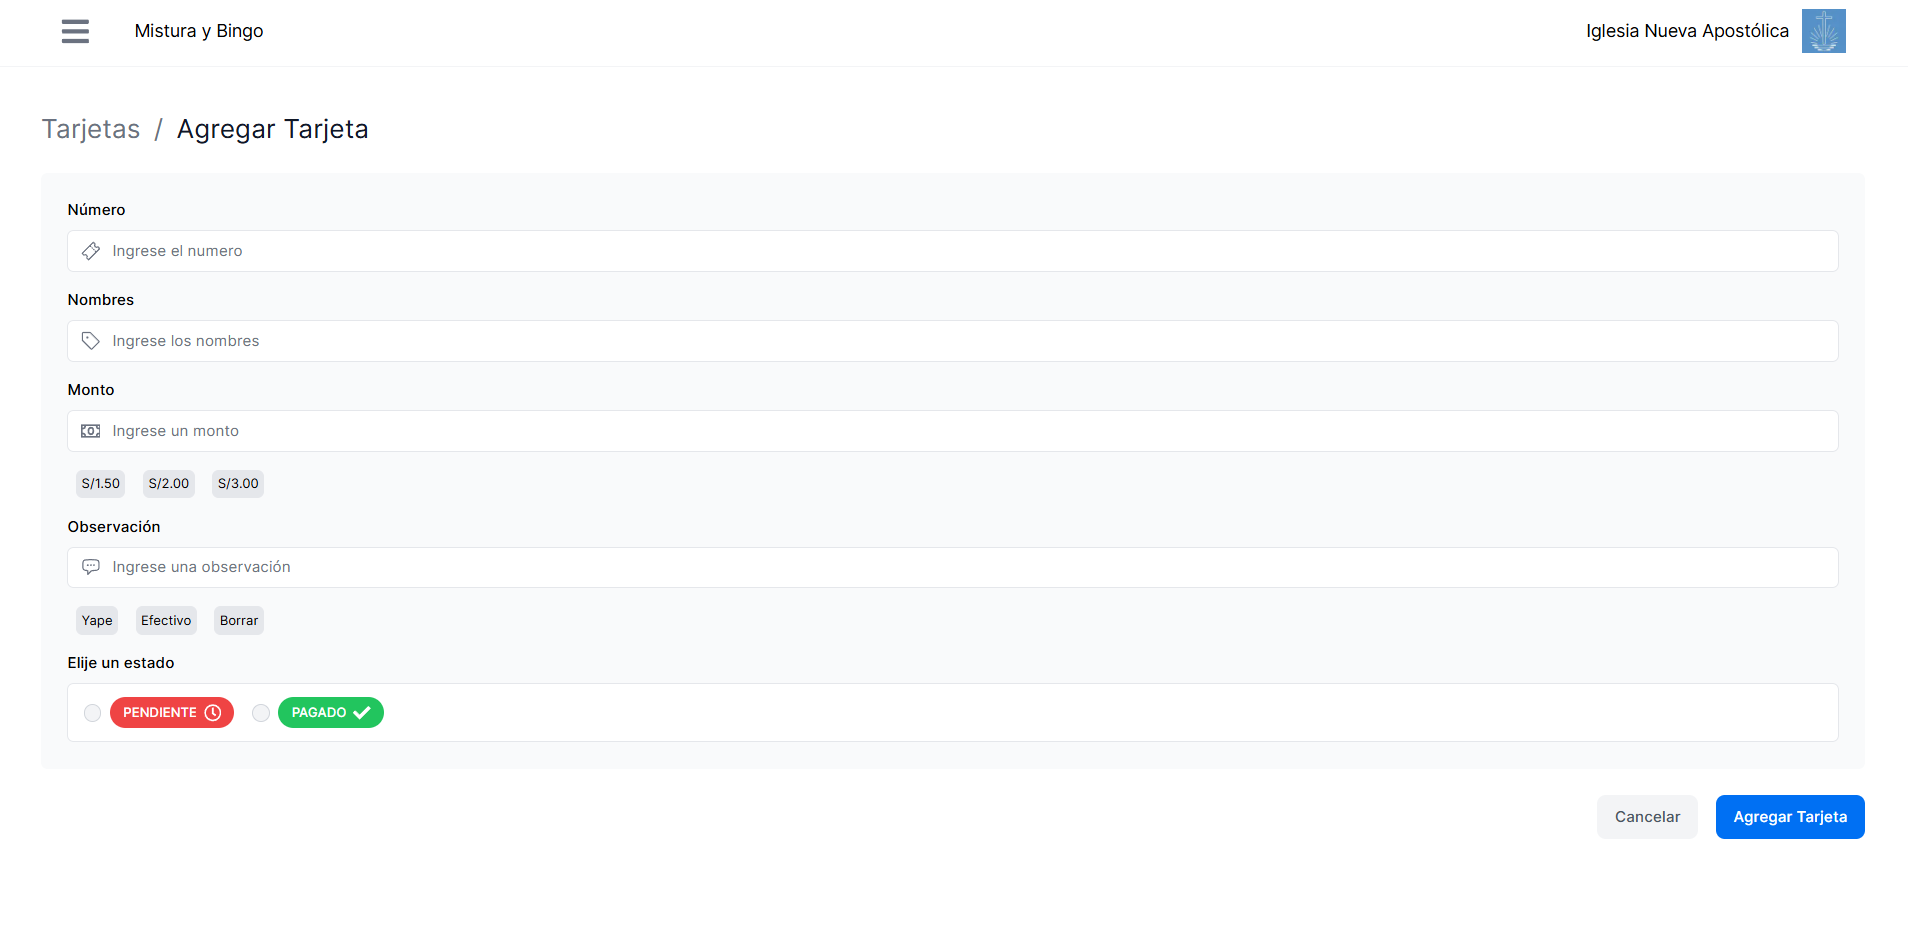 Mistura y Bingo
Iglesia Nueva Apostólica
Tarjetas / Agregar Tarjeta
Número
Ingrese el numero
Nombres
Ingrese los nombres
Monto
Ingrese un monto
S/1.50 S/2.00 S/3.00
Observación
Ingrese una observación
Yape Efectivo Borrar
Elije un estado
PENDIENTE PAGADO
Cancelar Agregar Tarjeta